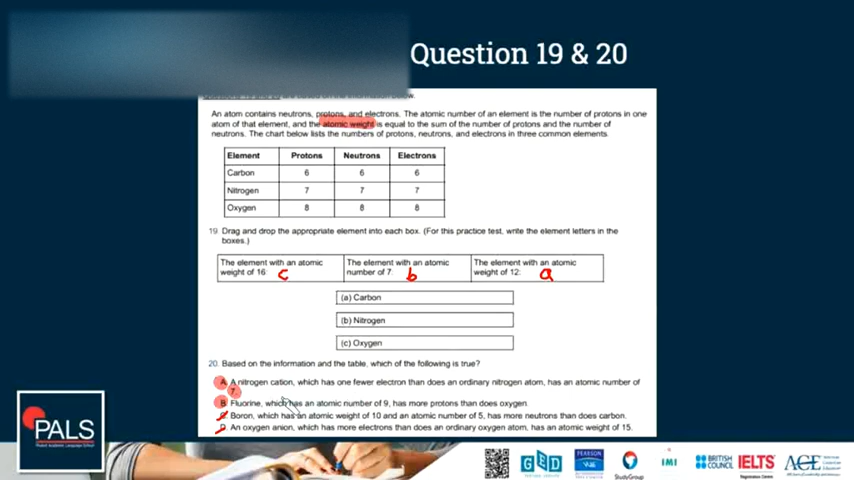 Question 19 & 20
An atom contains neutrons, protons, and electrons. The atomic number of an element is the number of protons in one
atom of that element, and the atomic weight is equal to the sum of the number of protons and the number of
neutrons. The chart below lists the numbers of protons, neutrons, and electrons in three common elements
Element Protons Neutrons Electrons
Carbon 6 6 6
Nitrogen 7 7 7
Oxygen 8 8 8
19. Drag and drop the appropriate element into each box. (For this practice test, write the element letters in the
boxes.)
The element with an atomic weight of 16: c
The element with an atomic number of 7: b
The element with an atomic weight of 12: a
(a) Carbon
(b) Nitrogen
(c) Oxygen
20. Based on the information and the table, which of the following is true?
A. A nitrogen cation, which has one fewer electron than does an ordinary nitrogen atom, has an atomic number of
7.
B. Fluorine, which has an atomic number of 9, has more protons than does oxygen
C. Boron, which has an atomic weight of 10 and an atomic number of 5, has more neutrons than does carbon.
D. An oxygen anion, which has more electrons than does an ordinary oxygen atom, has an atomic weight of 15.
PALS
GED
PEARSON
VUE
StudyGroup
IMI
BRITISH
COUNCIL
IELTS
ACE